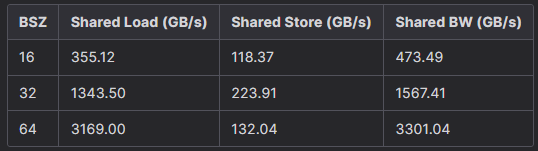 BSZ Shared Load (GB/s) Shared Store (GB/s) Shared BW (GB/s)
16 355.12 118.37 473.49
32 1343.50 223.91 1567.41
64 3169.00 132.04 3301.04